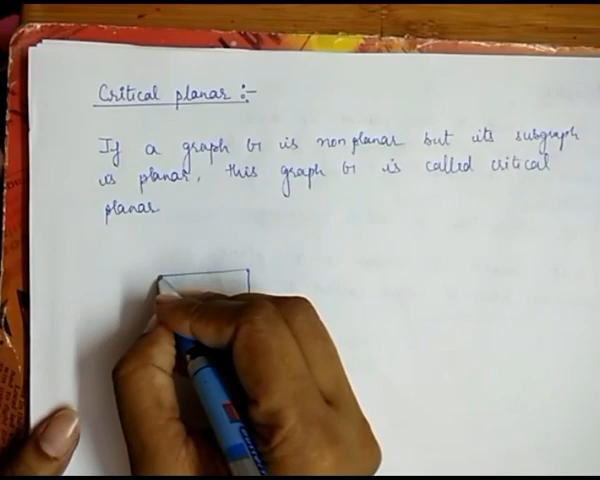 Critical planar :-
If a graph G is non planar but its subgraph
is planar, this graph G is called critical
planar